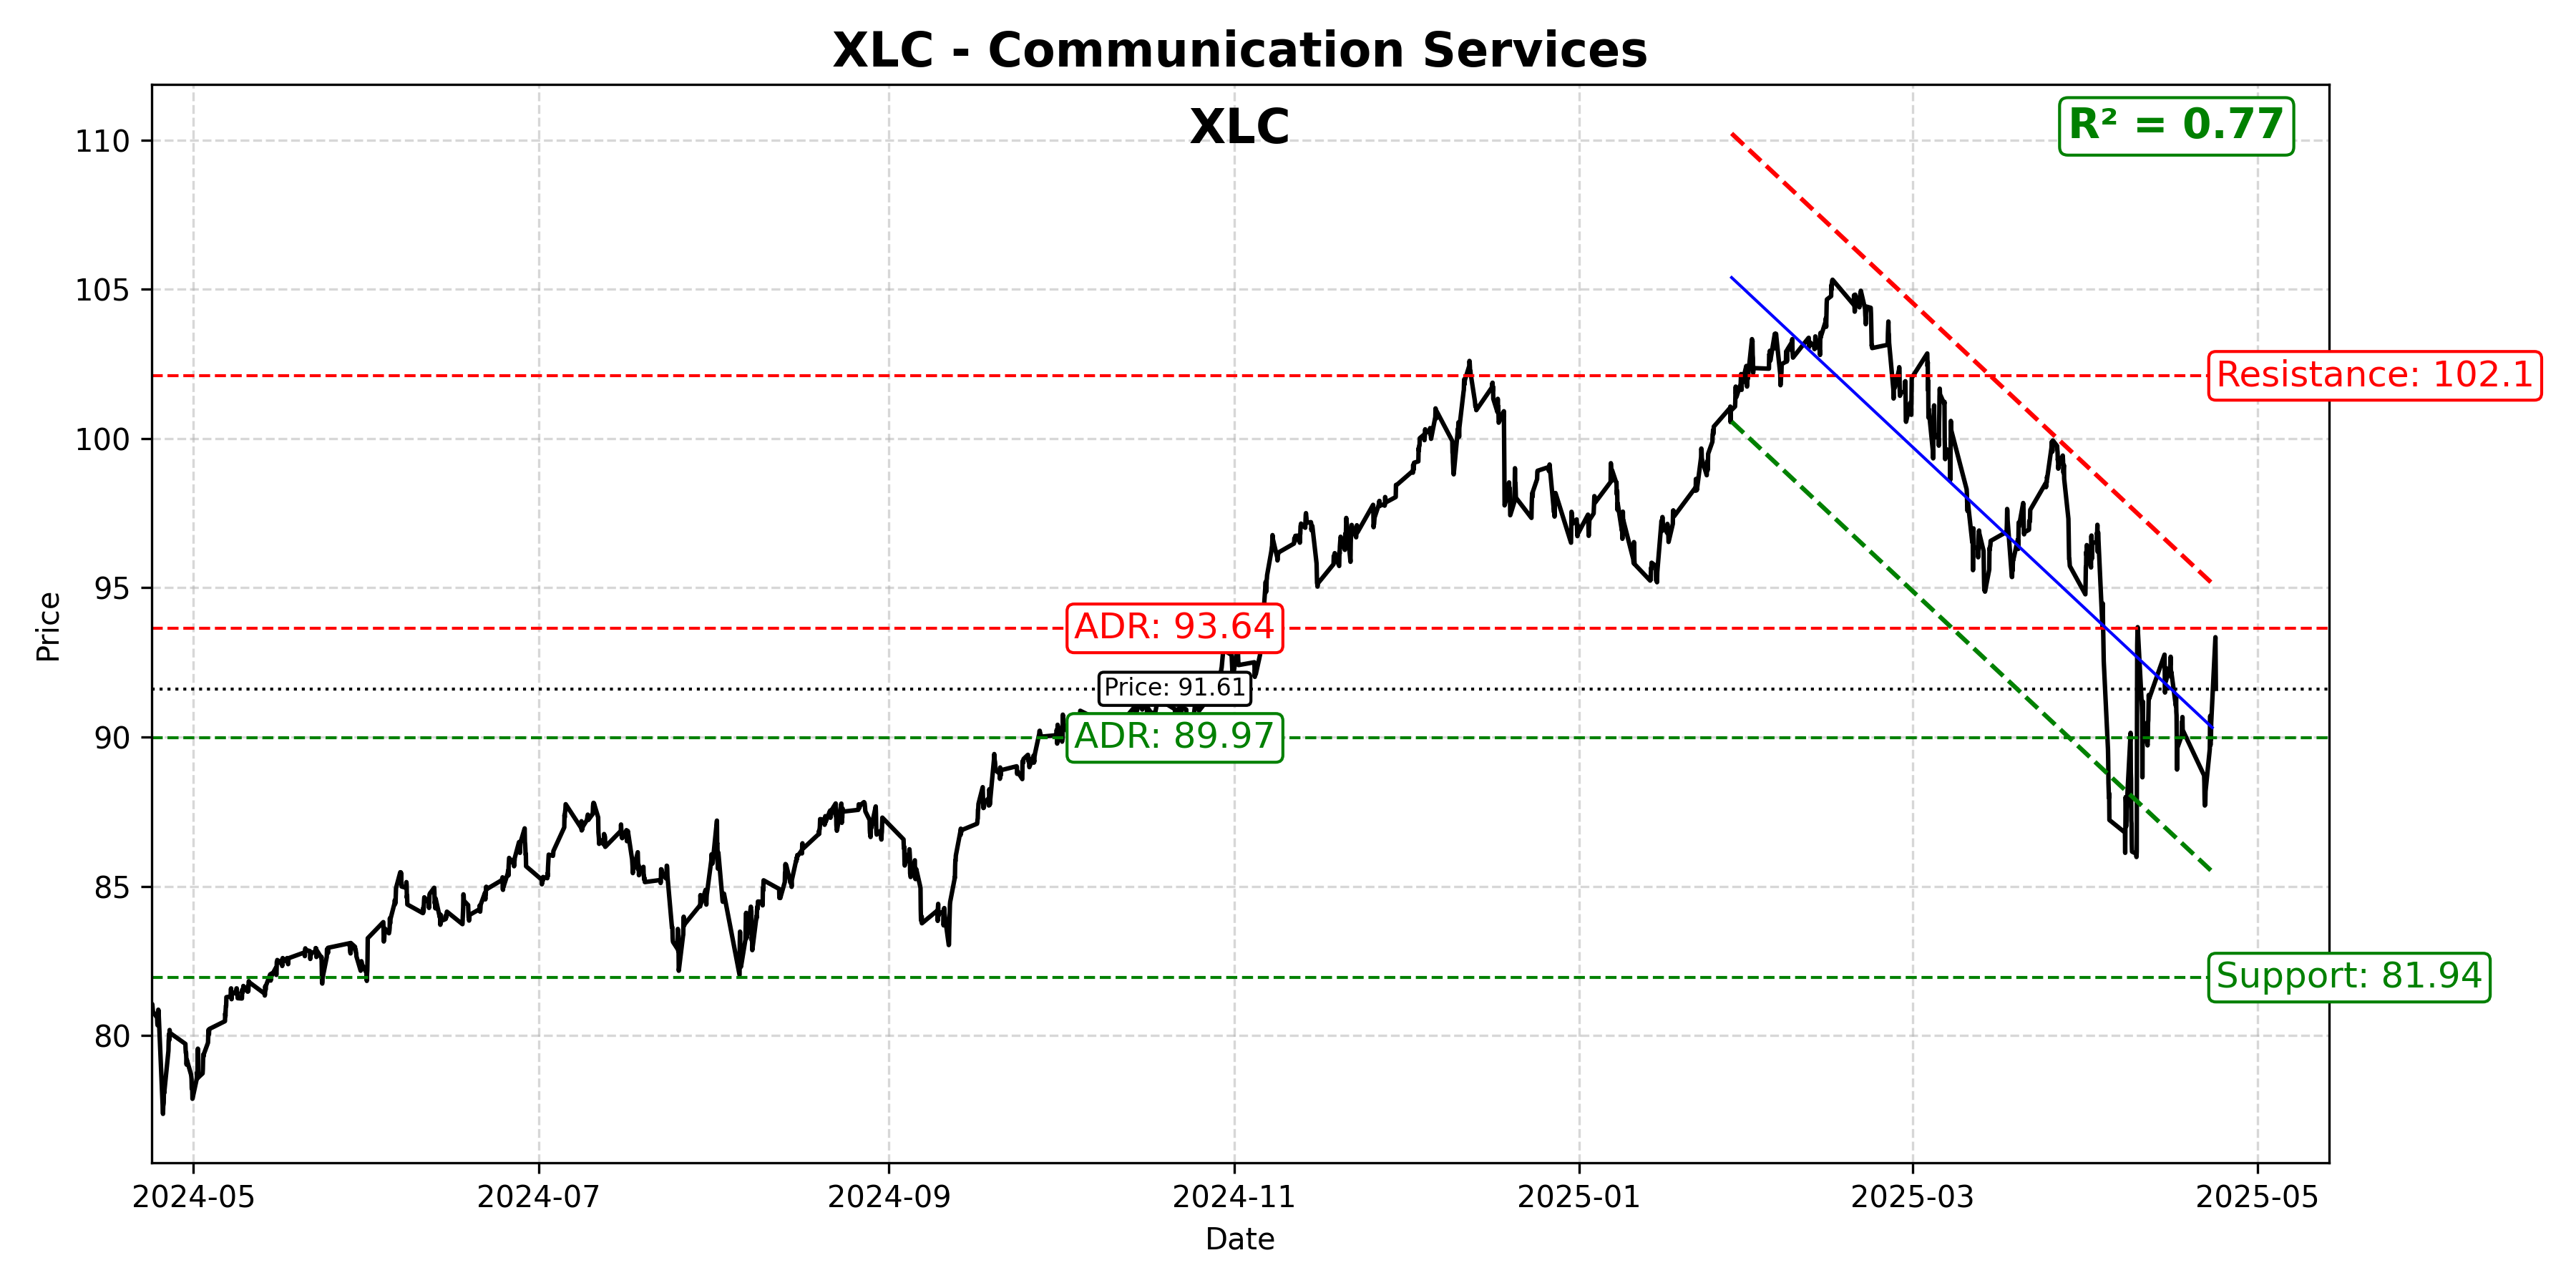 XLC - Communication Services
XLC
R² = 0.77
110
105
Resistance: 102.1
100
95
ADR: 93.64
Price: 91.61
ADR: 89.97
90
85
Support: 81.94
80
Price
2024-05
2024-07
2024-09
2024-11
2025-01
2025-03
2025-05
Date